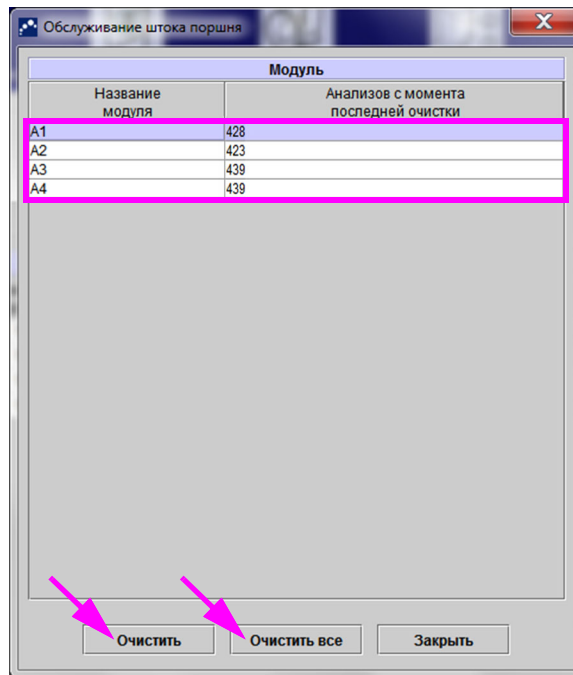 Обслуживание штока поршня
Модуль
Название модуля
Анализов с момента последней очистки
A1 428
A2 423
A3 439
A4 439
Очистить Очистить все Закрыть